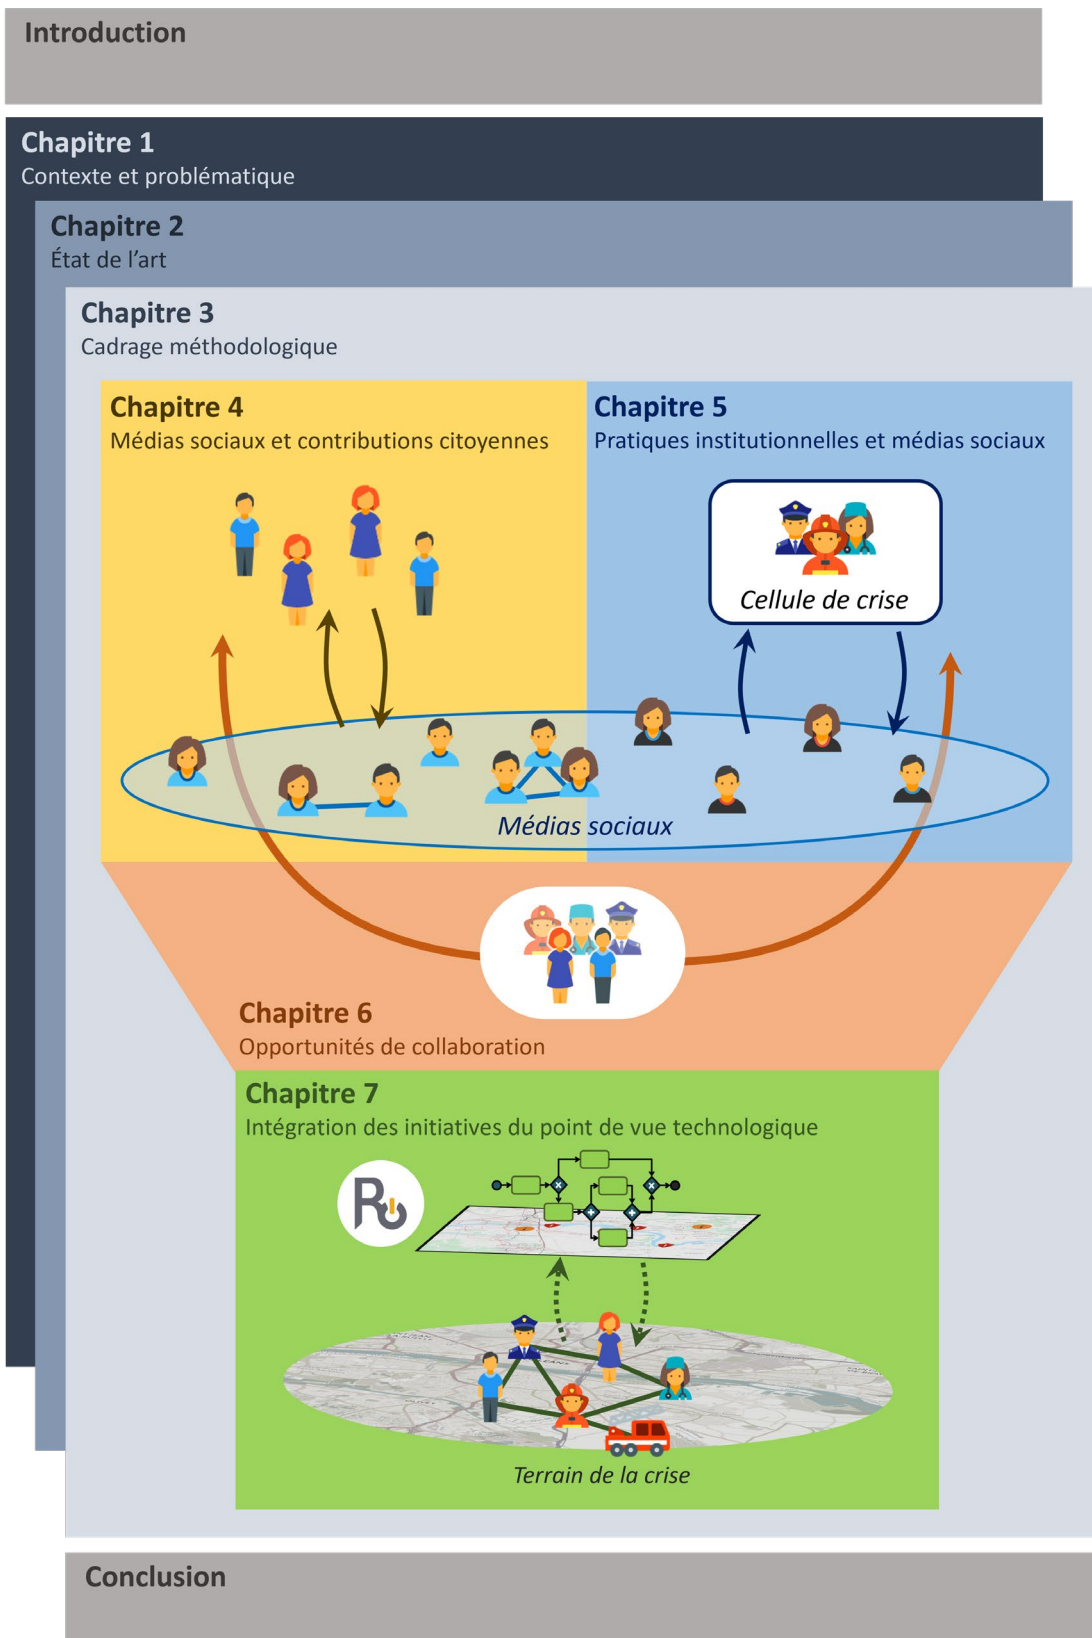 Introduction
Chapitre 1
Contexte et problématique
Chapitre 2
État de l'art
Chapitre 3
Cadrage méthodologique
Chapitre 4
Médias sociaux et contributions citoyennes
Chapitre 5
Pratiques institutionnelles et médias sociaux
Cellule de crise
Médias sociaux
Chapitre 6
Opportunités de collaboration
Chapitre 7
Intégration des initiatives du point de vue technologique
Terrain de la crise
Conclusion